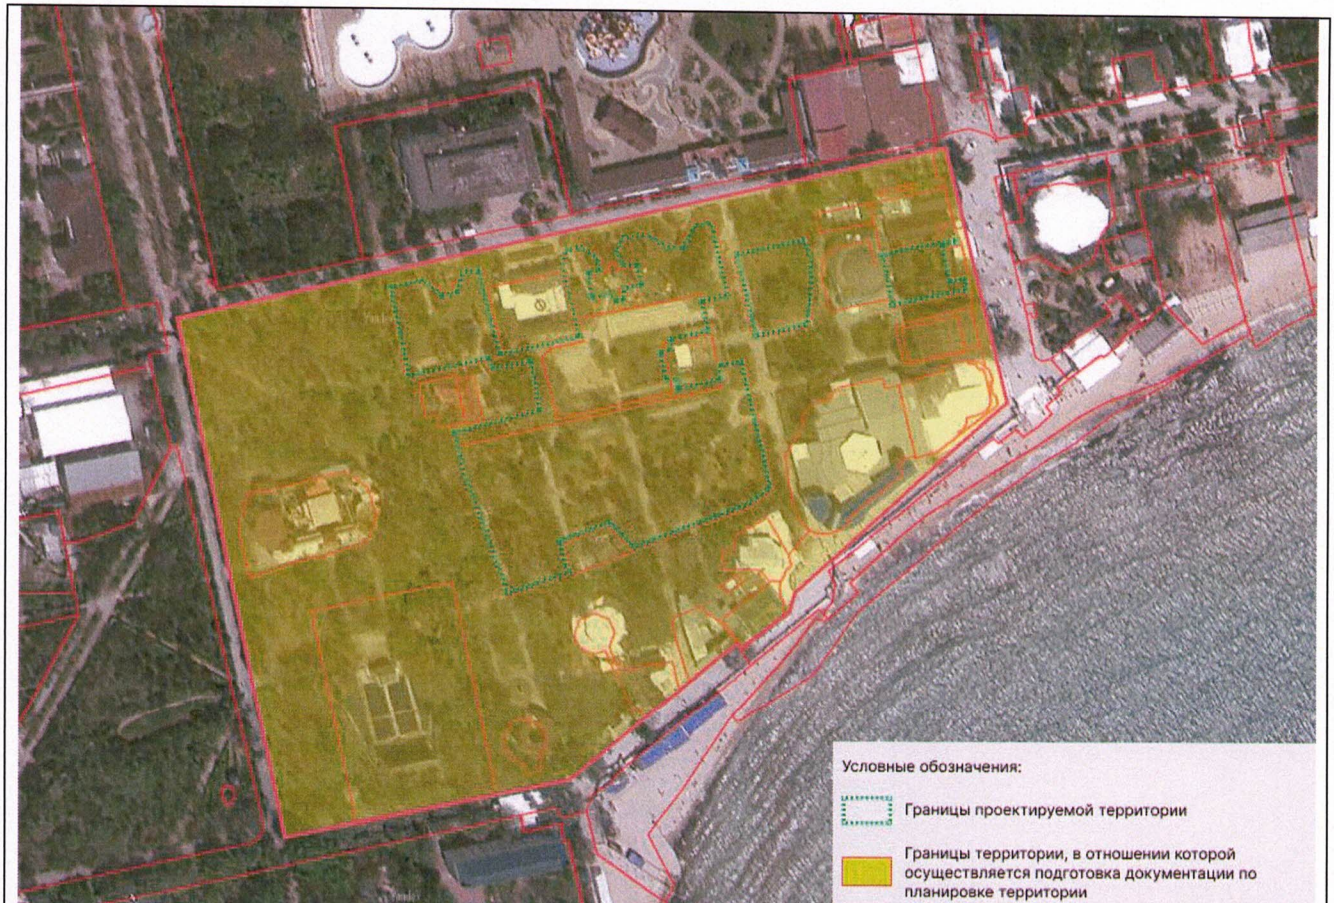 Условные обозначения:
Границы проектируемой территории
Границы территории, в отношении которой
осуществляется подготовка документации по
планировке территории